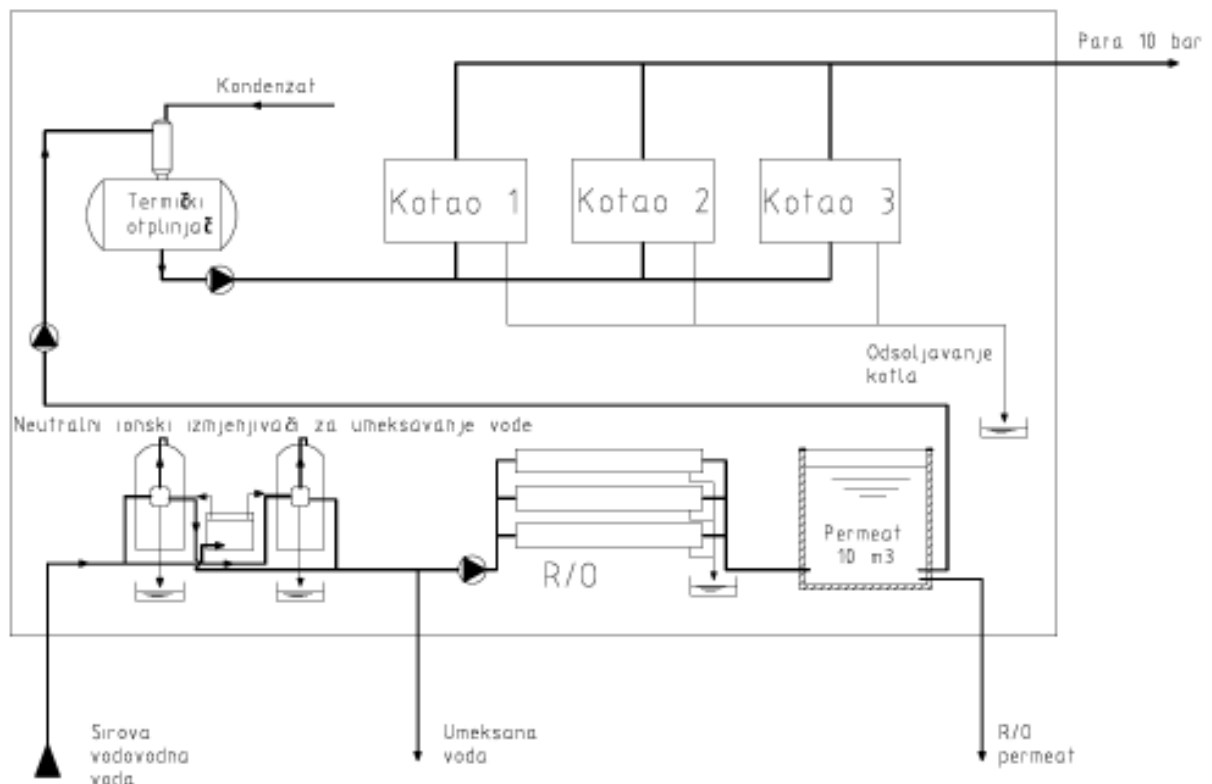 Para 10 bar
Kondenzat
Termički
otplinjač
Kotao 1
Kotao 2
Kotao 3
Odsoljavanje
kotla
Neutralni ionski izmjenjivači za umeksavanje vode
R/O
Permeat
10 m3
Sirova
vodovodna
voda
Umeksana
voda
R/O
permeat